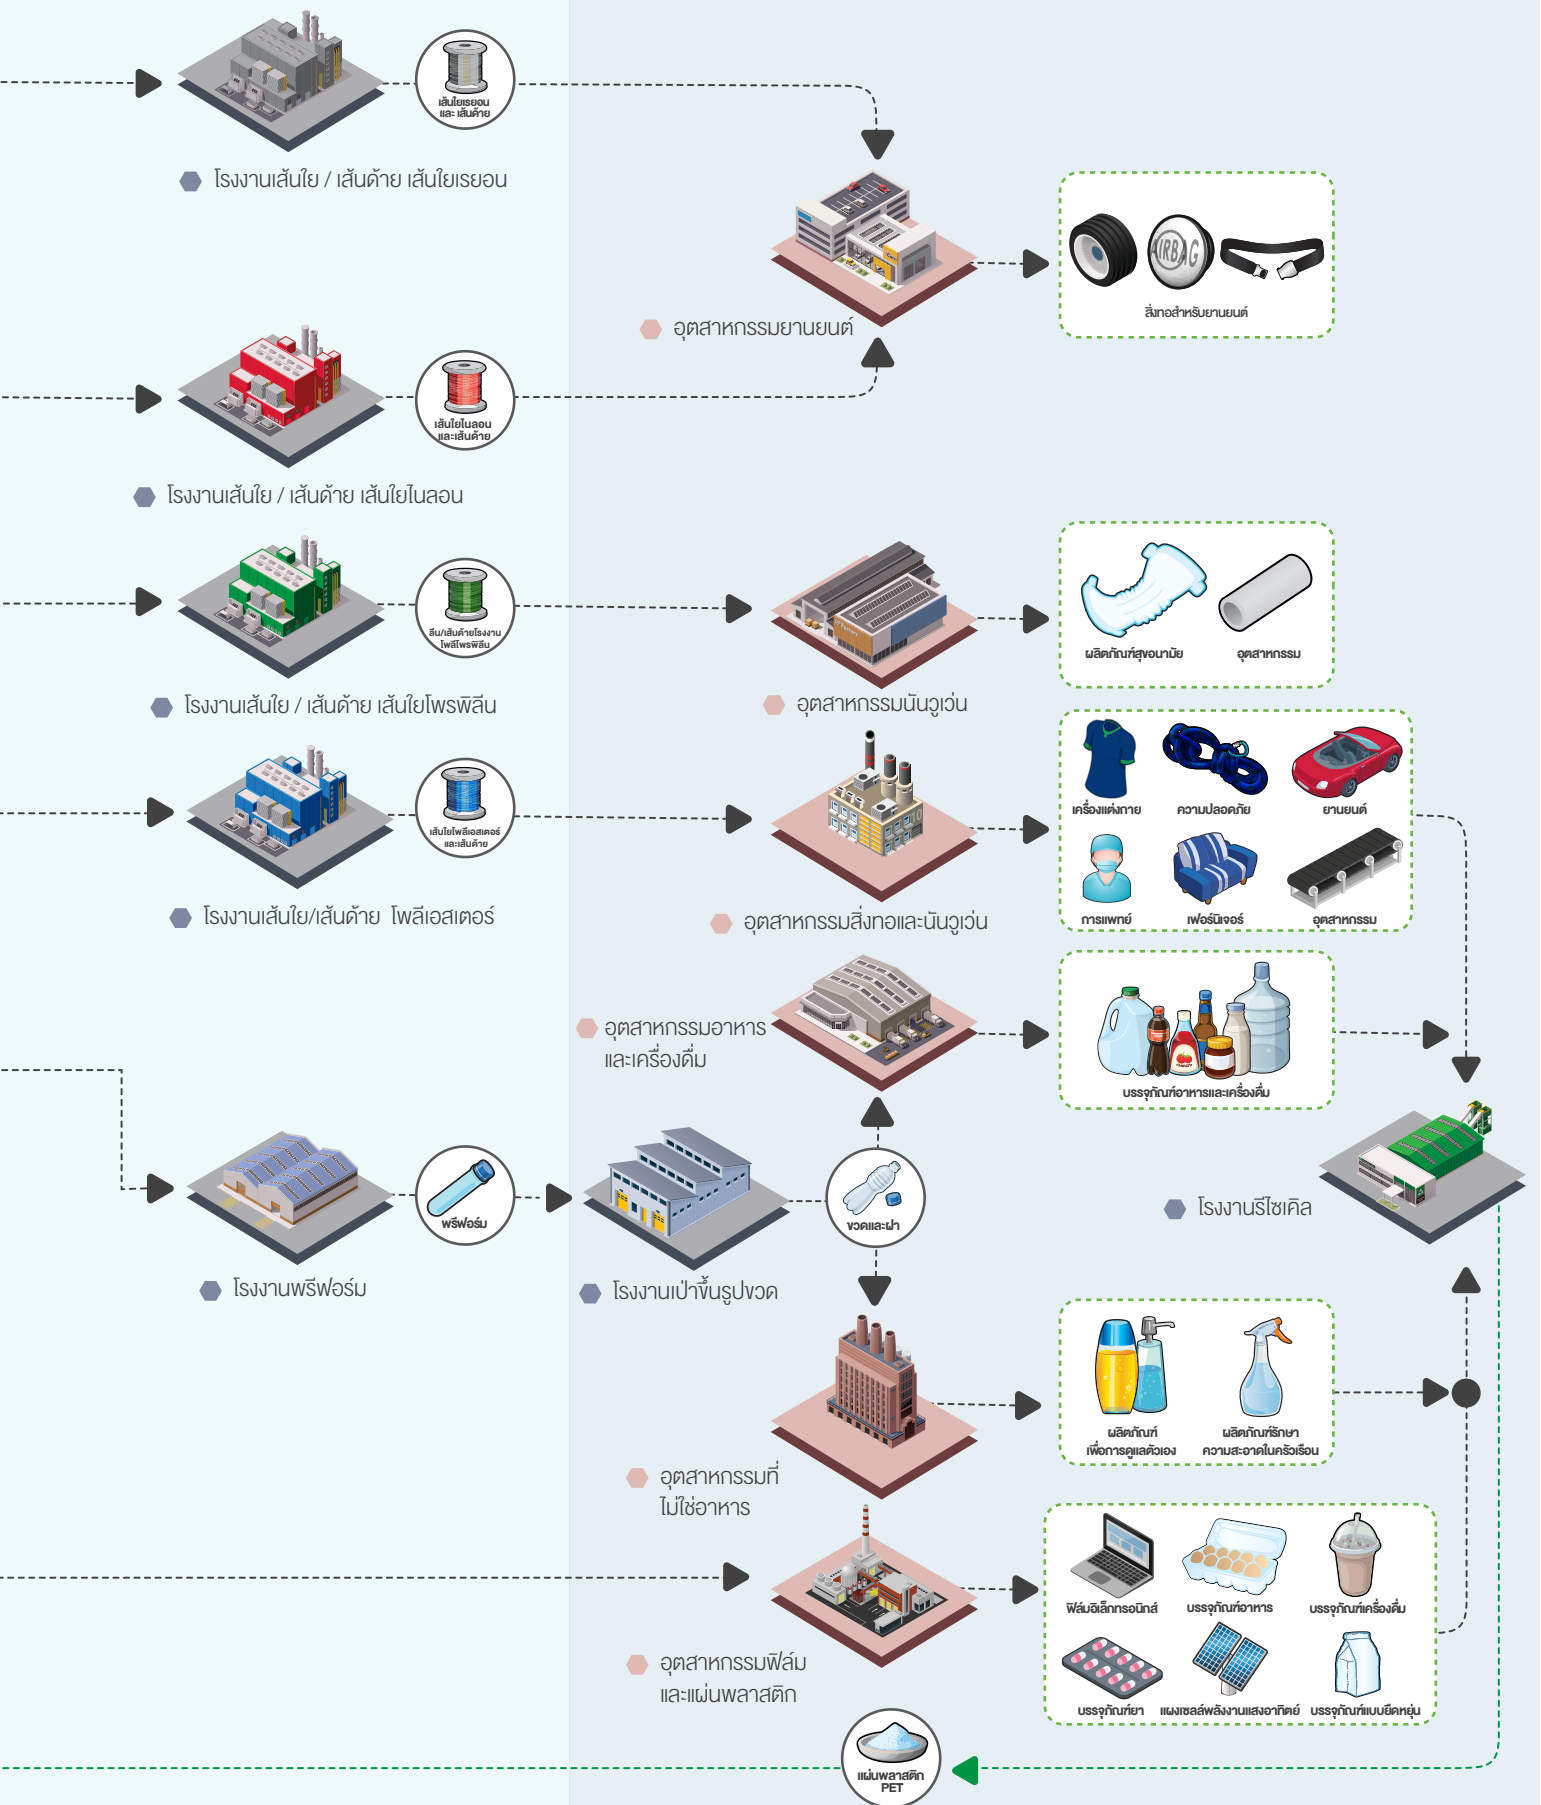 เส้นใยเรยอน
และ เส้นด้าย
โรงงานเส้นใย / เส้นด้าย เส้นใยเรยอน
AIRBAG
สิ่งทอสำหรับยานยนต์
อุตสาหกรรมยานยนต์
เส้นใยไนลอน
และเส้นด้าย
โรงงานเส้นใย / เส้นด้าย เส้นใยไนลอน
ลีน/เส้นด้ายโรงงาน
โพลีโพรพิลีน
โรงงานเส้นใย / เส้นด้าย เส้นใยโพรพิลีน
อุตสาหกรรมนันวูเว่น
ผลิตภัณฑ์สุขอนามัย
อุตสาหกรรม
เส้นใยโพลีเอสเตอร์
และเส้นด้าย
โรงงานเส้นใย/เส้นด้าย โพลีเอสเตอร์
อุตสาหกรรมสิ่งทอและนันวูเว่น
เครื่องแต่งกาย
ความปลอดภัย
ยานยนต์
การแพทย์
เฟอร์นิเจอร์
อุตสาหกรรม
อุตสาหกรรมอาหาร
และเครื่องดื่ม
บรรจุภัณฑ์อาหารและเครื่องดื่ม
พรีฟอร์ม
โรงงานพรีฟอร์ม
โรงงานเป่าขึ้นรูปขวด
ขวดและฝา
โรงงานรีไซเคิล
อุตสาหกรรมที่
ไม่ใช่อาหาร
ผลิตภัณฑ์
เพื่อการดูแลตัวเอง
ผลิตภัณฑ์รักษา
ความสะอาดในครัวเรือน
อุตสาหกรรมฟิล์ม
และแผ่นพลาสติก
ฟิล์มอิเล็กทรอนิกส์
บรรจุภัณฑ์อาหาร
บรรจุภัณฑ์เครื่องดื่ม
บรรจุภัณฑ์ยา
แผงเซลล์พลังงานแสงอาทิตย์
บรรจุภัณฑ์แบบยืดหยุ่น
แผ่นพลาสติก
PET